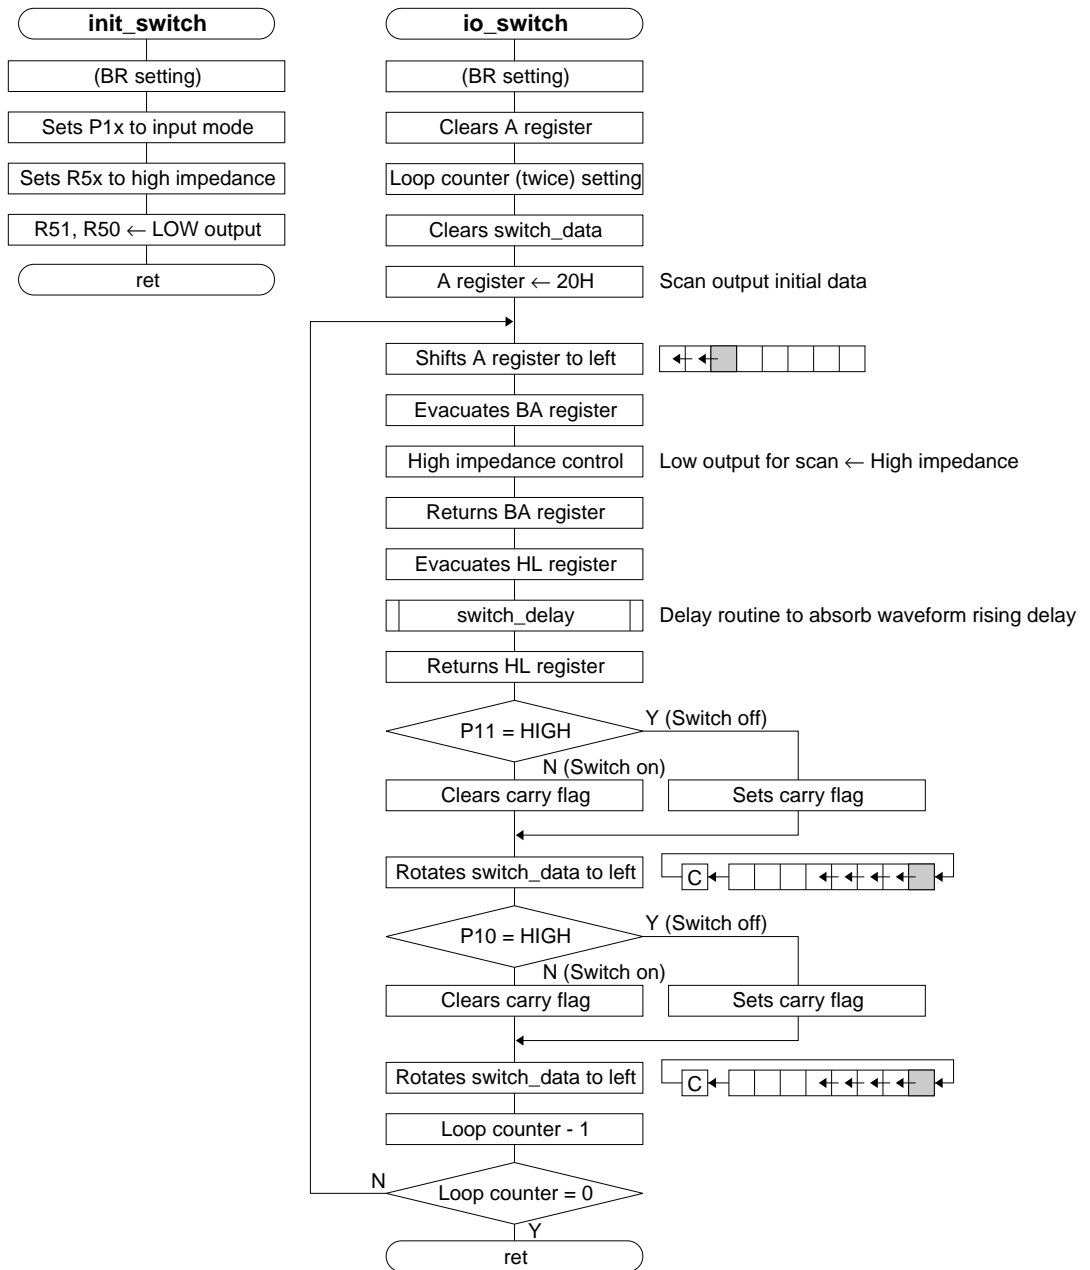 init_switch
(BR setting)
Sets P1x to input mode
Sets R5x to high impedance
R51, R50 ← LOW output
ret
io_switch
(BR setting)
Clears A register
Loop counter (twice) setting
Clears switch_data
A register ← 20H
Scan output initial data
Shifts A register to left
Evacuates BA register
High impedance control
Low output for scan ← High impedance
Returns BA register
Evacuates HL register
switch_delay
Delay routine to absorb waveform rising delay
Returns HL register
P11 = HIGH
Y (Switch off)
N (Switch on)
Clears carry flag
Sets carry flag
Rotates switch_data to left
C
P10 = HIGH
Y (Switch off)
N (Switch on)
Clears carry flag
Sets carry flag
Rotates switch_data to left
C
Loop counter - 1
N
Loop counter = 0
Y
ret